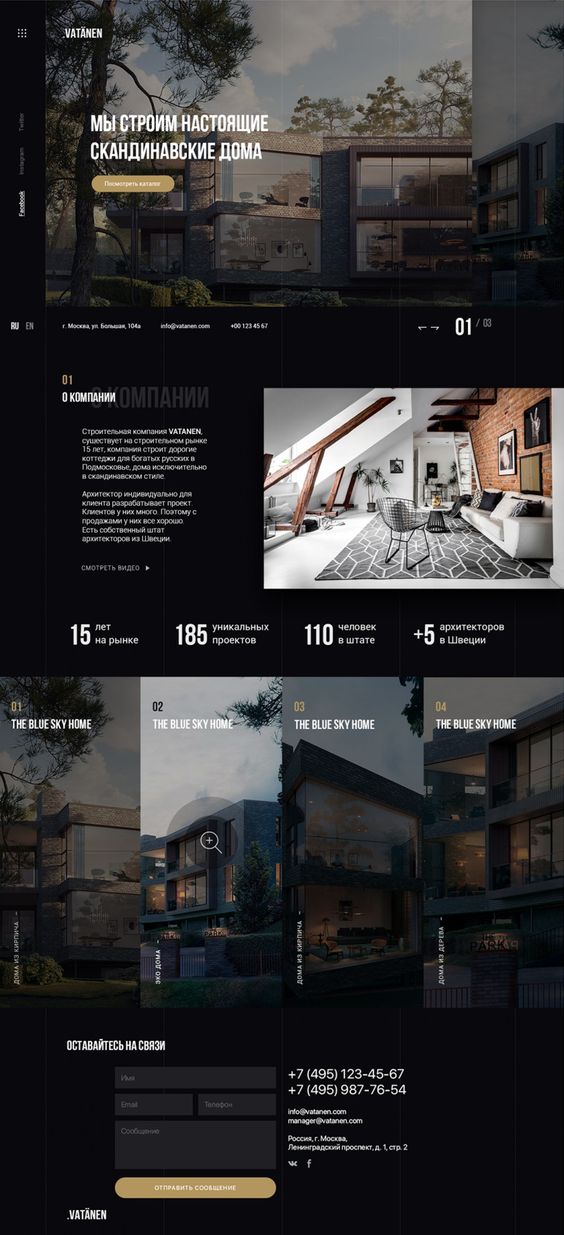 .VATÄNEN
Twitter
Instagram
Facebook
МЫ СТРОИМ НАСТОЯЩИЕ
СКАНДИНАВСКИЕ ДОМА
Посмотреть каталог
RU EN
г. Москва, ул. Большая, 104а
info@vatanen.com
+00 123 45 67
01 / 03
01
О КОМПАНИИ
О КОМПАНИИ
Строительная компания VATANEN,
существует на строительном рынке
15 лет, компания строит дорогие
коттеджи для богатых русских в
Подмосковье, дома исключительно
в скандинавском стиле.
Архитектор индивидуально для
клиента разрабатывает проект.
Клиентов у них много. Поэтому с
продажами у них все хорошо.
Есть собственный штат
архитекторов из Швеции.
СМОТРЕТЬ ВИДЕО
15 лет
на рынке
185 уникальных
проектов
110 человек
в штате
+5 архитекторов
в Швеции
01
THE BLUE SKY HOME
ДОМА ИЗ КИРПИЧА
02
THE BLUE SKY HOME
ЭКО ДОМА
03
THE BLUE SKY HOME
ДОМА ИЗ КИРПИЧА
04
THE BLUE SKY HOME
ДОМА ИЗ ДЕРЕВА
ОСТАВАЙТЕСЬ НА СВЯЗИ
Имя
Email
Телефон
Сообщение
ОТПРАВИТЬ СООБЩЕНИЕ
+7 (495) 123-45-67
+7 (495) 987-76-54
info@vatanen.com
manager@vatanen.com
Россия, г. Москва,
Ленинградский проспект, д. 1, стр. 2
.VATÄNEN